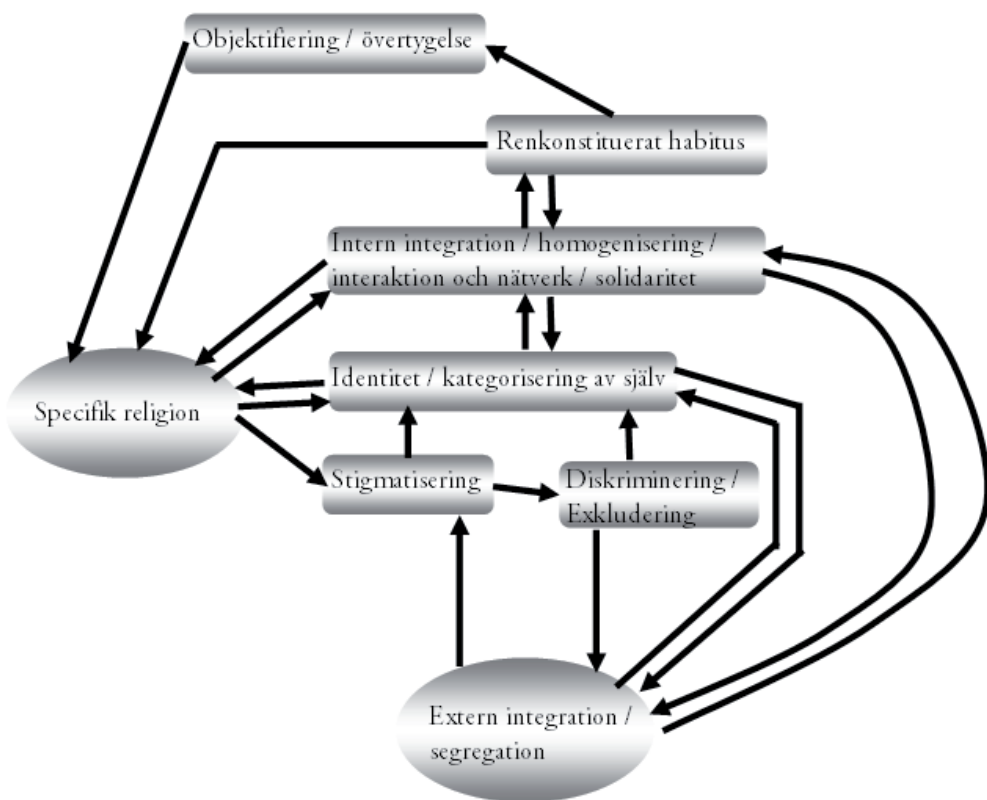 Objektifiering / övertygelse
Renkonstituerat habitus
Intern integration / homogenisering /
interaktion och nätverk / solidaritet
Identitet / kategorisering av själv
Specifik religion
Stigmatisering
Diskriminering /
Exkludering
Extern integration /
segregation